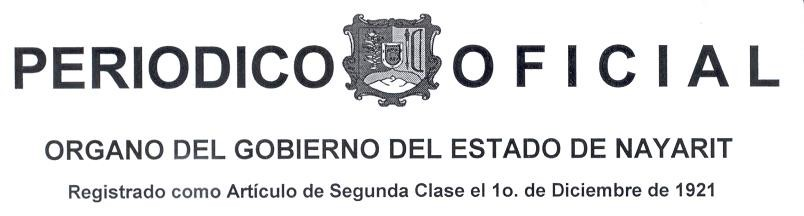 PERIODICO OFICIAL
ORGANO DEL GOBIERNO DEL ESTADO DE NAYARIT
Registrado como Artículo de Segunda Clase el 1o. de Diciembre de 1921